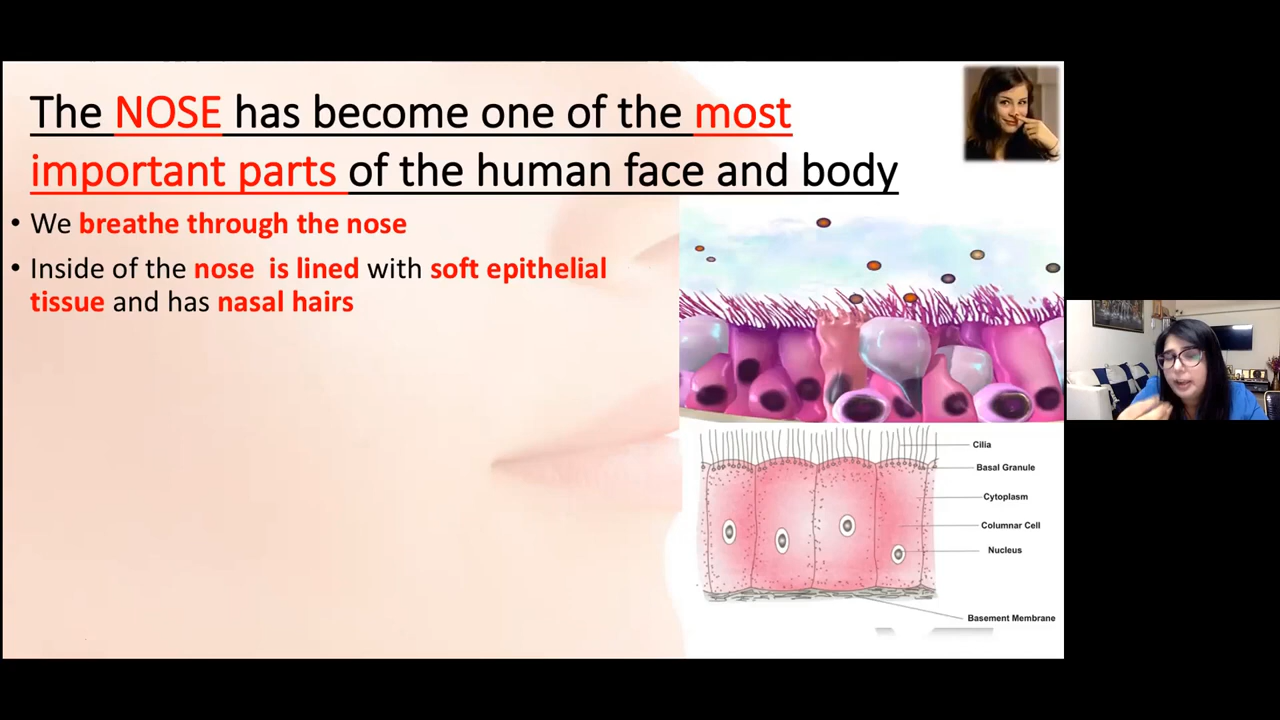 The NOSE has become one of the most
important parts of the human face and body
• We breathe through the nose
• Inside of the nose is lined with soft epithelial
tissue and has nasal hairs
Cilia
Basal Granule
Cytoplasm
Columnar Cell
Nucleus
Basement Membrane